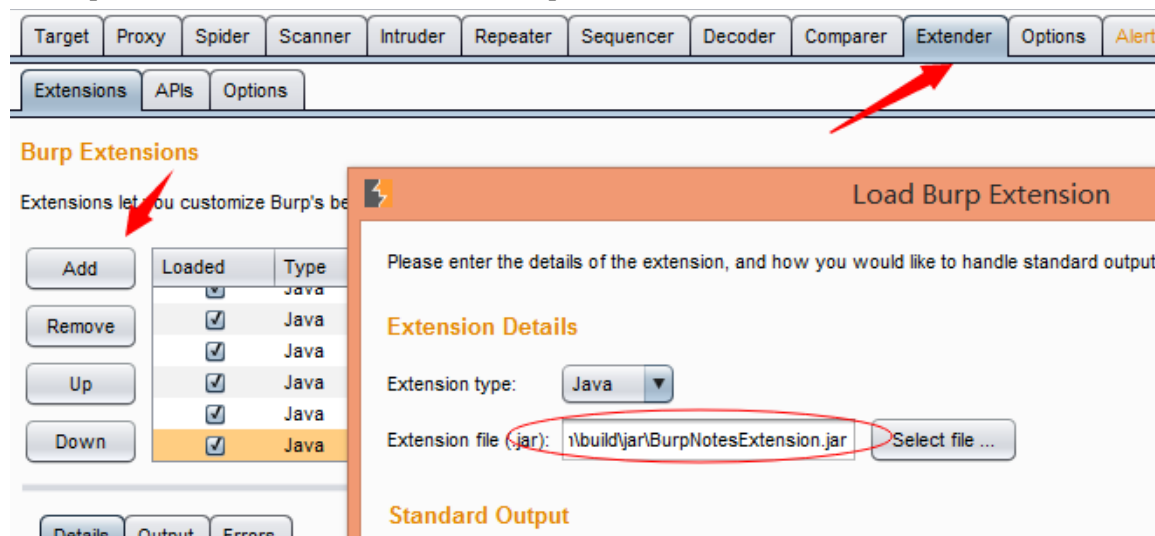 Target Proxy Spider Scanner Intruder Repeater Sequencer Decoder Comparer Extender Options Alert
Extensions APIs Options
Burp Extensions
Extensions let you customize Burp's be
Add
Remove
Up
Down
Loaded Type
Java
Java
Java
Java
Java
Java
Details Output Errors
Load Burp Extension
Please enter the details of the extension, and how you would like to handle standard output
Extension Details
Extension type: Java
Extension file (.jar): \build\jar\BurpNotesExtension.jar Select file ...
Standard Output